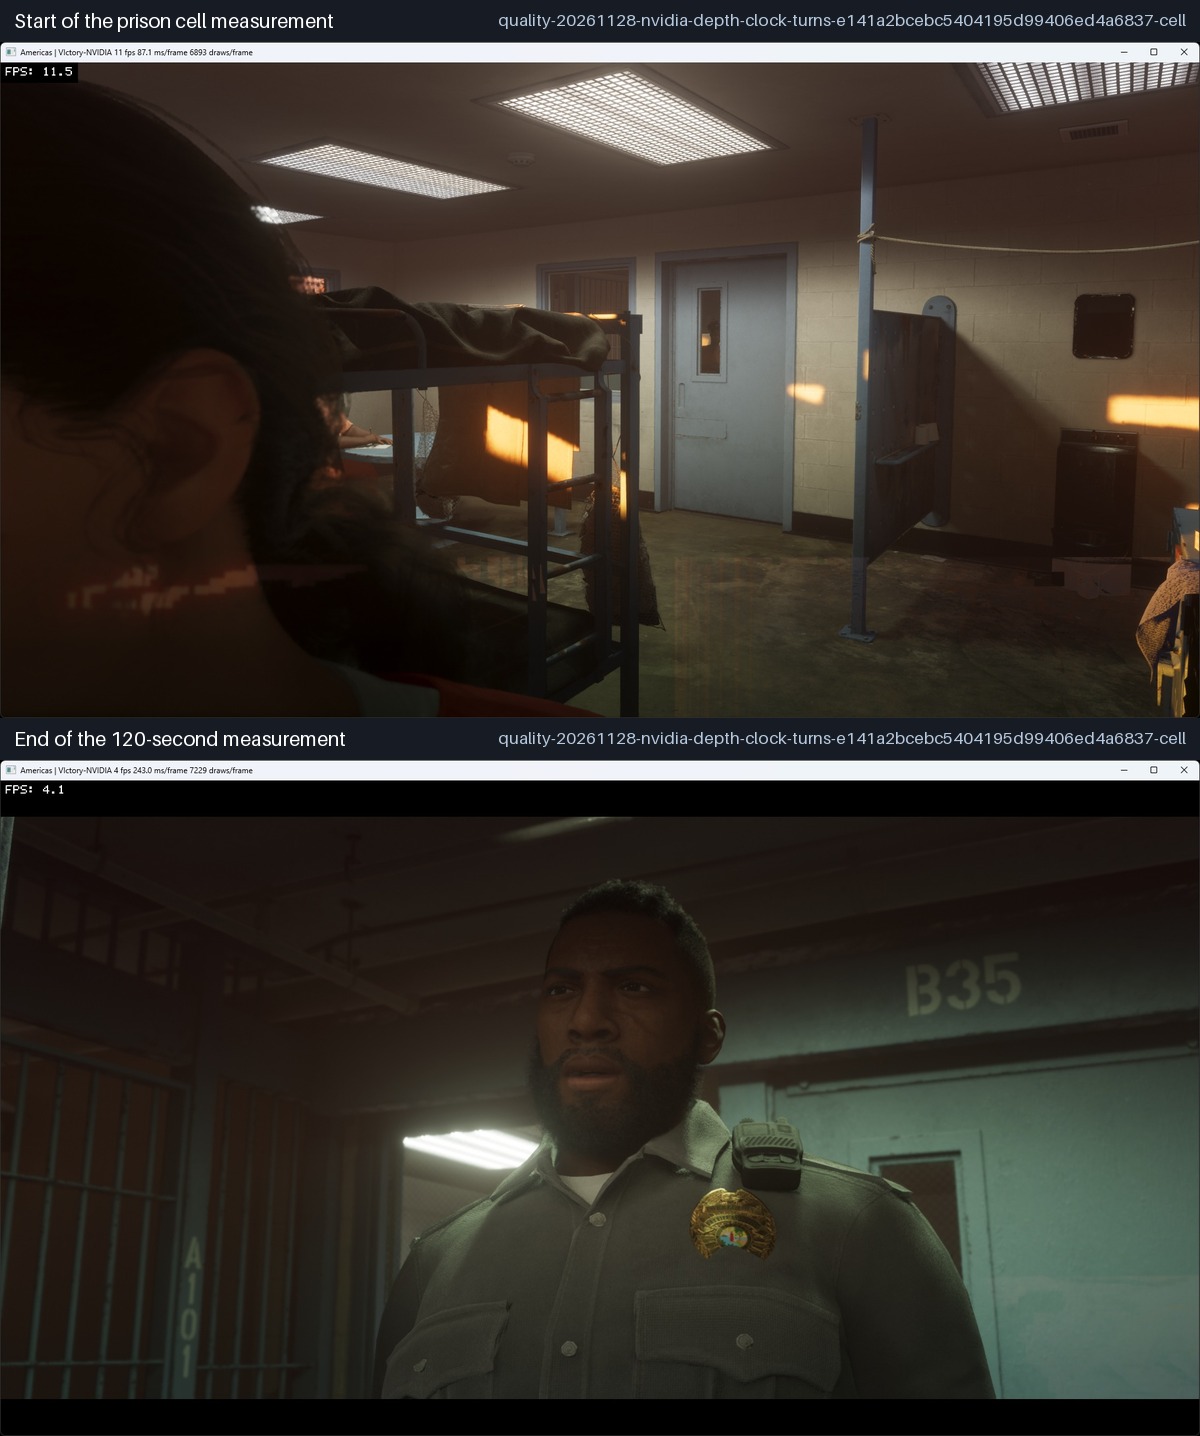 Start of the prison cell measurement
quality-20261128-nvidia-depth-clock-turns-e141a2bcebc5404195d99406ed4a6837-cell
Americas | VIctory-NVIDIA 11 fps 87.1 ms/frame 6893 draws/frame
FPS: 11.5
End of the 120-second measurement
quality-20261128-nvidia-depth-clock-turns-e141a2bcebc5404195d99406ed4a6837-cell
Americas | VIctory-NVIDIA 4 fps 243.0 ms/frame 7229 draws/frame
FPS: 4.1
B35
A101